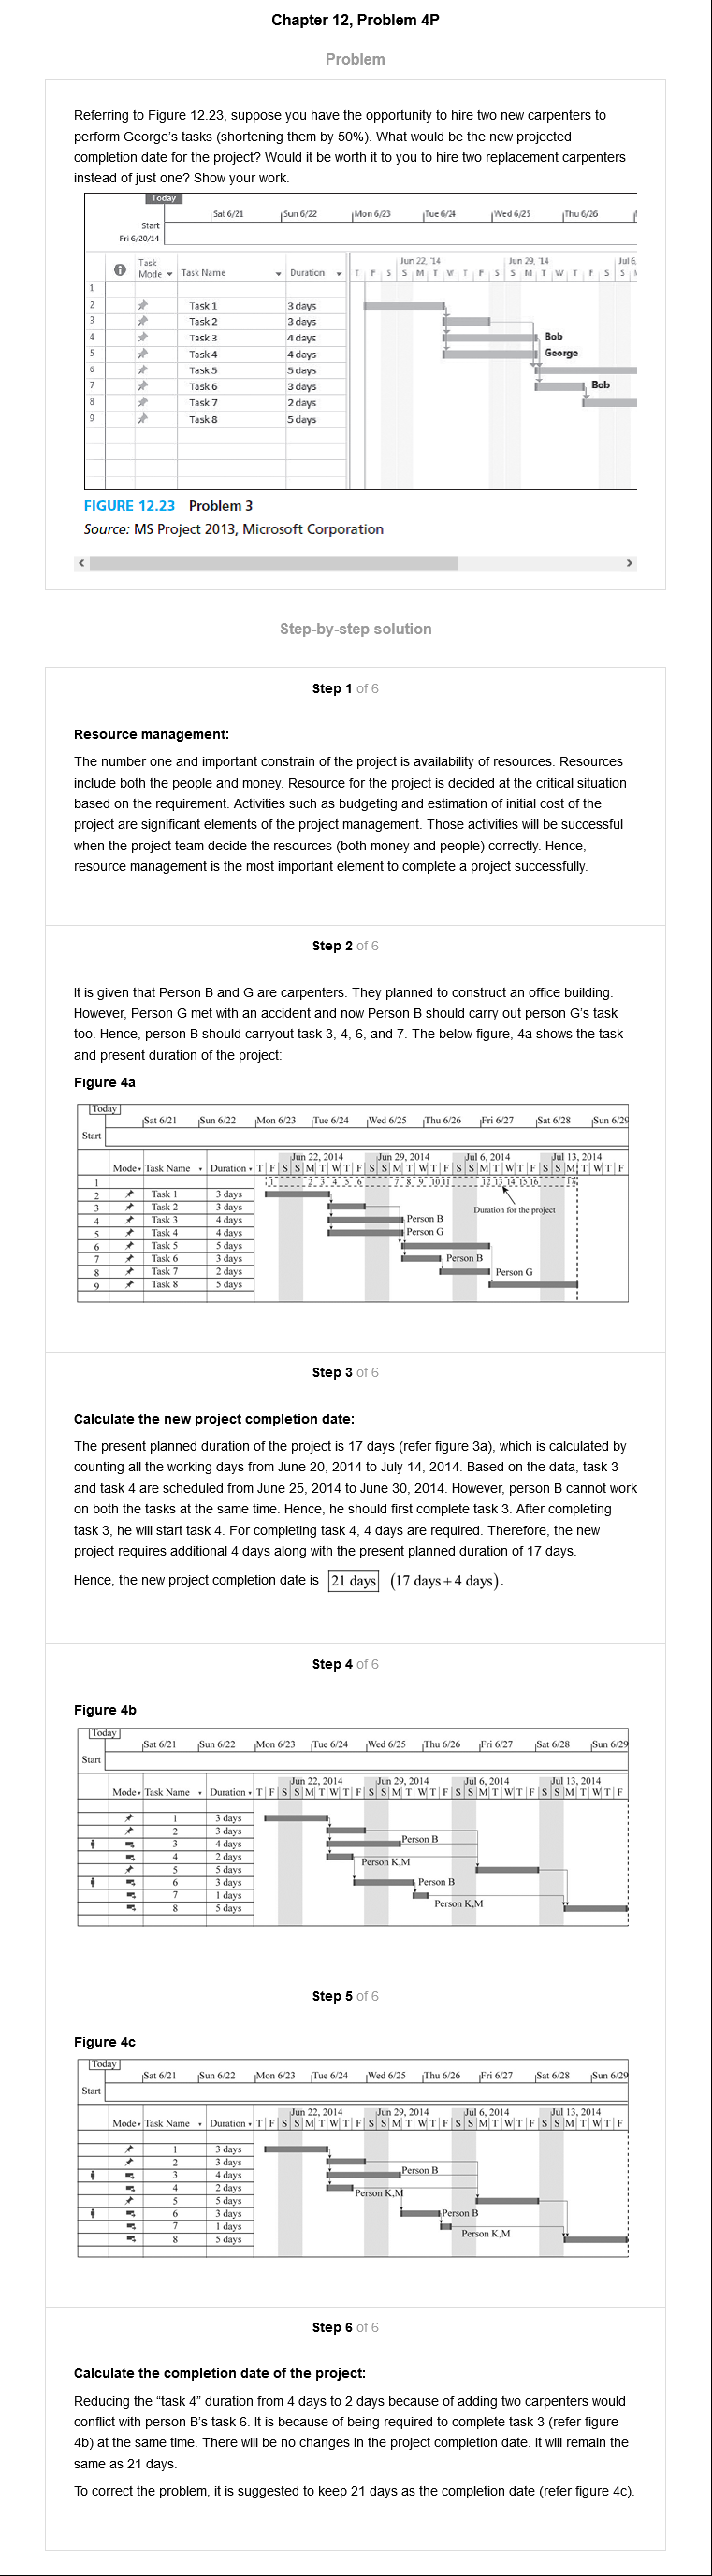 Chapter 12, Problem 4P
Problem
Referring to Figure 12.23, suppose you have the opportunity to hire two new carpenters to
perform George's tasks (shortening them by 50%). What would be the new projected
completion date for the project? Would it be worth it to you to hire two replacement carpenters
instead of just one? Show your work.
Today
Sat 6/21 Sun 6/22 Mon 6/23 Tue 6/24 Wed 6/25 Thu 6/26
Start
Fri 6/20/14
Jun 22, '14 Jun 29, '14 Jul 6,
Task
Mode Task Name Duration T F S S M T W T F S S M T W T F S S
1
2 Task 1 3 days
3 Task 2 3 days
4 Task 3 4 days Bob
5 Task 4 4 days George
6 Task 5 5 days
7 Task 6 3 days Bob
8 Task 7 2 days
9 Task 8 5 days
FIGURE 12.23 Problem 3
Source: MS Project 2013, Microsoft Corporation
Step-by-step solution
Step 1 of 6
Resource management:
The number one and important constrain of the project is availability of resources. Resources
include both the people and money. Resource for the project is decided at the critical situation
based on the requirement. Activities such as budgeting and estimation of initial cost of the
project are significant elements of the project management. Those activities will be successful
when the project team decide the resources (both money and people) correctly. Hence,
resource management is the most important element to complete a project successfully.
Step 2 of 6
It is given that Person B and G are carpenters. They planned to construct an office building.
However, Person G met with an accident and now Person B should carry out person G's task
too. Hence, person B should carryout task 3, 4, 6, and 7. The below figure, 4a shows the task
and present duration of the project:
Figure 4a
Today
Sat 6/21 Sun 6/22 Mon 6/23 Tue 6/24 Wed 6/25 Thu 6/26 Fri 6/27 Sat 6/28 Sun 6/29
Start
Jun 22, 2014 Jun 29, 2014 Jul 6, 2014 Jul 13, 2014
Mode Task Name Duration T F S S M T W T F S S M T W T F S S M T W T F S S M T W T F
1 1 2 3 4 5 6 7 8 9 10 11 12 13 14 15 16 17
2 Task 1 3 days
3 Task 2 3 days Duration for the project
4 Task 3 4 days Person B
5 Task 4 4 days Person G
6 Task 5 5 days
7 Task 6 3 days Person B
8 Task 7 2 days Person G
9 Task 8 5 days
Step 3 of 6
Calculate the new project completion date:
The present planned duration of the project is 17 days (refer figure 3a), which is calculated by
counting all the working days from June 20, 2014 to July 14, 2014. Based on the data, task 3
and task 4 are scheduled from June 25, 2014 to June 30, 2014. However, person B cannot work
on both the tasks at the same time. Hence, he should first complete task 3. After completing
task 3, he will start task 4. For completing task 4, 4 days are required. Therefore, the new
project requires additional 4 days along with the present planned duration of 17 days.
Hence, the new project completion date is 21 days (17 days+4 days).
Step 4 of 6
Figure 4b
Today
Sat 6/21 Sun 6/22 Mon 6/23 Tue 6/24 Wed 6/25 Thu 6/26 Fri 6/27 Sat 6/28 Sun 6/29
Start
Jun 22, 2014 Jun 29, 2014 Jul 6, 2014 Jul 13, 2014
Mode Task Name Duration T F S S M T W T F S S M T W T F S S M T W T F S S M T W T F
1 3 days
2 3 days
3 4 days Person B
4 2 days Person K,M
5 5 days
6 3 days Person B
7 1 days Person K,M
8 5 days
Step 5 of 6
Figure 4c
Today
Sat 6/21 Sun 6/22 Mon 6/23 Tue 6/24 Wed 6/25 Thu 6/26 Fri 6/27 Sat 6/28 Sun 6/29
Start
Jun 22, 2014 Jun 29, 2014 Jul 6, 2014 Jul 13, 2014
Mode Task Name Duration T F S S M T W T F S S M T W T F S S M T W T F S S M T W T F
1 3 days
2 3 days
3 4 days Person B
4 2 days Person K,M
5 5 days
6 3 days Person B
7 1 days Person K,M
8 5 days
Step 6 of 6
Calculate the completion date of the project:
Reducing the “task 4” duration from 4 days to 2 days because of adding two carpenters would
conflict with person B's task 6. It is because of being required to complete task 3 (refer figure
4b) at the same time. There will be no changes in the project completion date. It will remain the
same as 21 days.
To correct the problem, it is suggested to keep 21 days as the completion date (refer figure 4c).